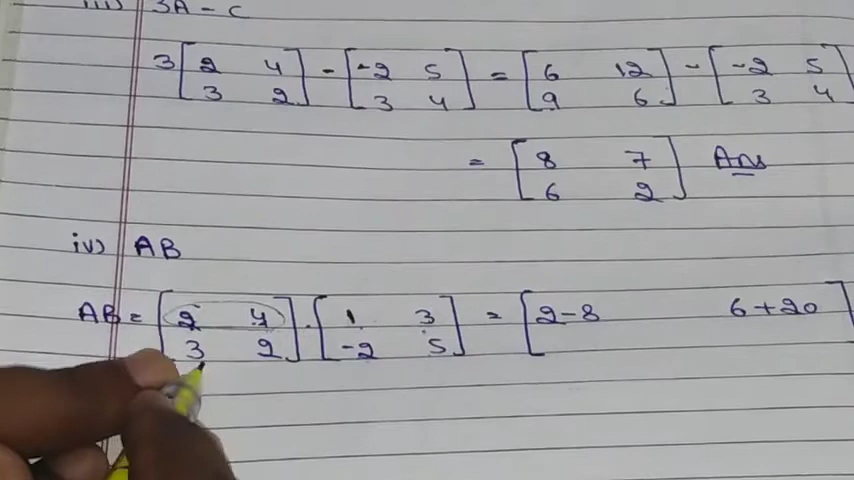 iii) 3A - C
3 [2 4] - [-2 5] = [6 12] - [-2 5]
[3 2] [3 4] [9 6] [3 4]
= [8 7] Ans
[6 2]
iv) AB
AB = [2 4] . [1 3] = [2-8 6+20]
[3 2] [-2 5]